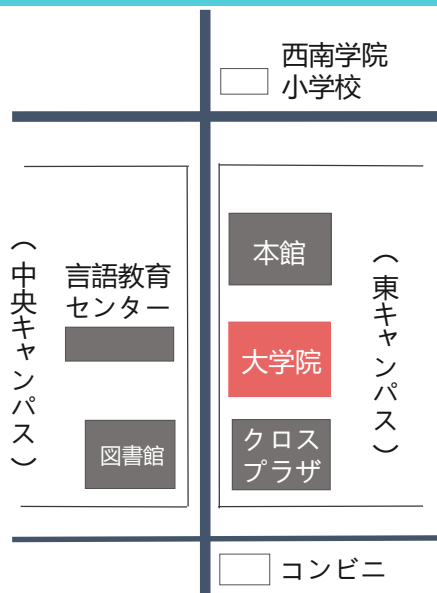 西南学院
小学校
本館
（東キャンパス）
（中央キャンパス）
言語教育
センター
大学院
図書館
クロス
プラザ
コンビニ